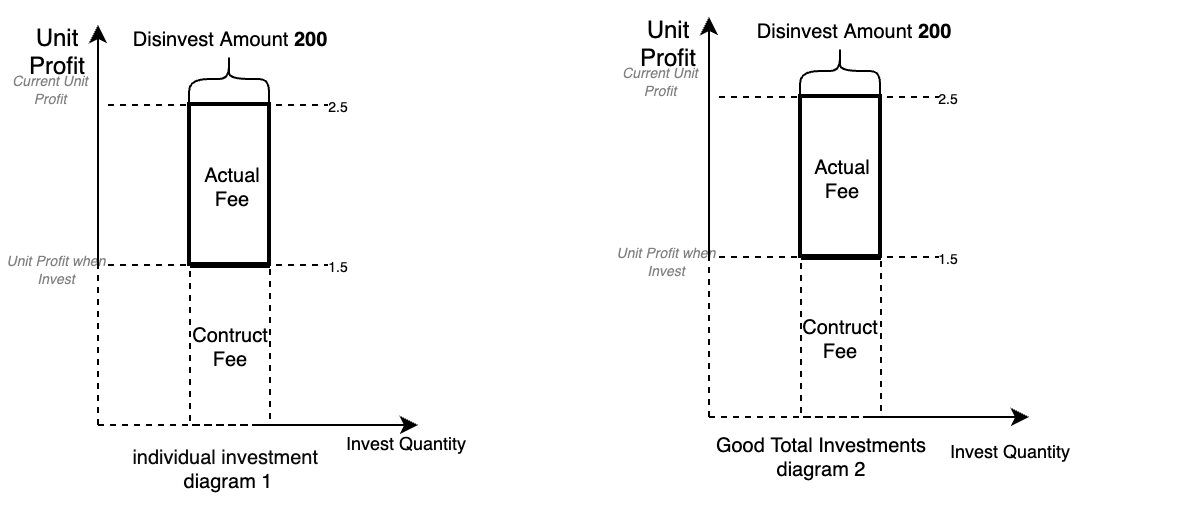 Unit
Profit
Disinvest Amount 200
Current Unit
Profit
2.5
Actual
Fee
Unit Profit when
Invest
1.5
Contruct
Fee
Invest Quantity
individual investment
diagram 1
Unit
Profit
Disinvest Amount 200
Current Unit
Profit
2.5
Actual
Fee
Unit Profit when
Invest
1.5
Contruct
Fee
Good Total Investments
diagram 2
Invest Quantity